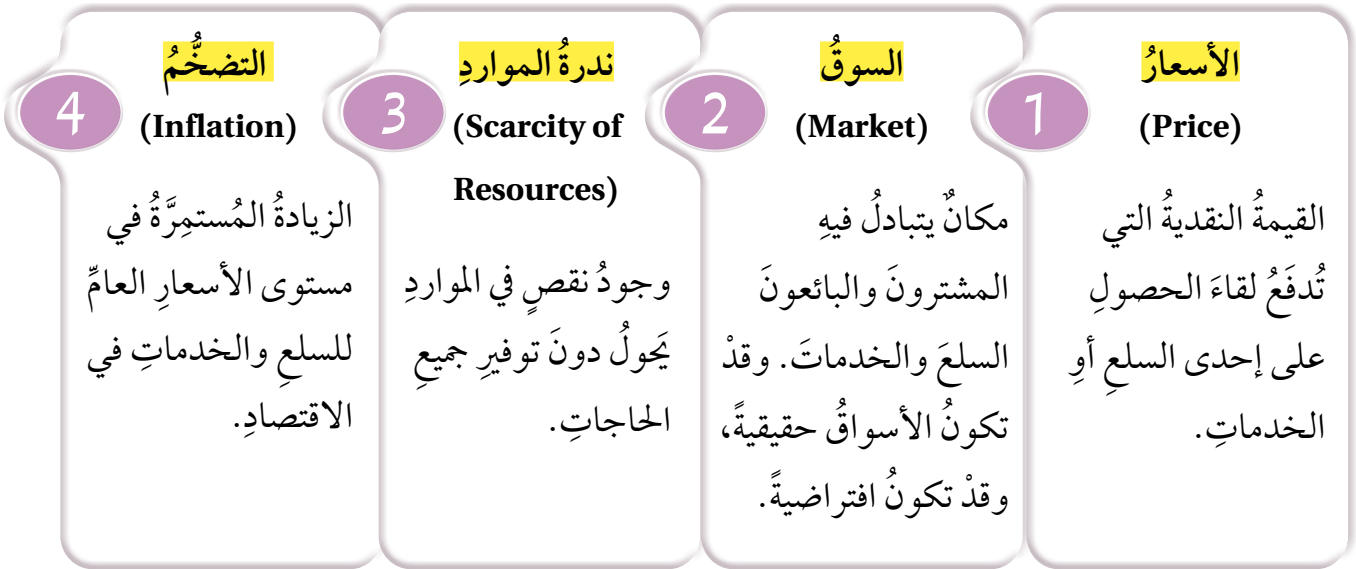 1
الأسعارُ
(Price)
القيمةُ النقديةُ التي
تُدفَعُ لقاءَ الحصولِ
على إحدى السلعِ أوِ
الخدماتِ.
2
السوقُ
(Market)
مكانٌ يتبادلُ فيهِ
المشترونَ والبائعونَ
السلعَ والخدماتَ. وقدْ
تكونُ الأسواقُ حقيقيةً،
وقدْ تكونُ افتراضيةً.
3
ندرةُ المواردِ
(Scarcity of
Resources)
وجودُ نقصٍ في المواردِ
يَحولُ دونَ توفيرِ جميعِ
الحاجاتِ.
4
التضخُّمُ
(Inflation)
الزيادةُ المُستمِرَّةُ في
مستوى الأسعارِ العامِّ
للسلعِ والخدماتِ في
الاقتصادِ.